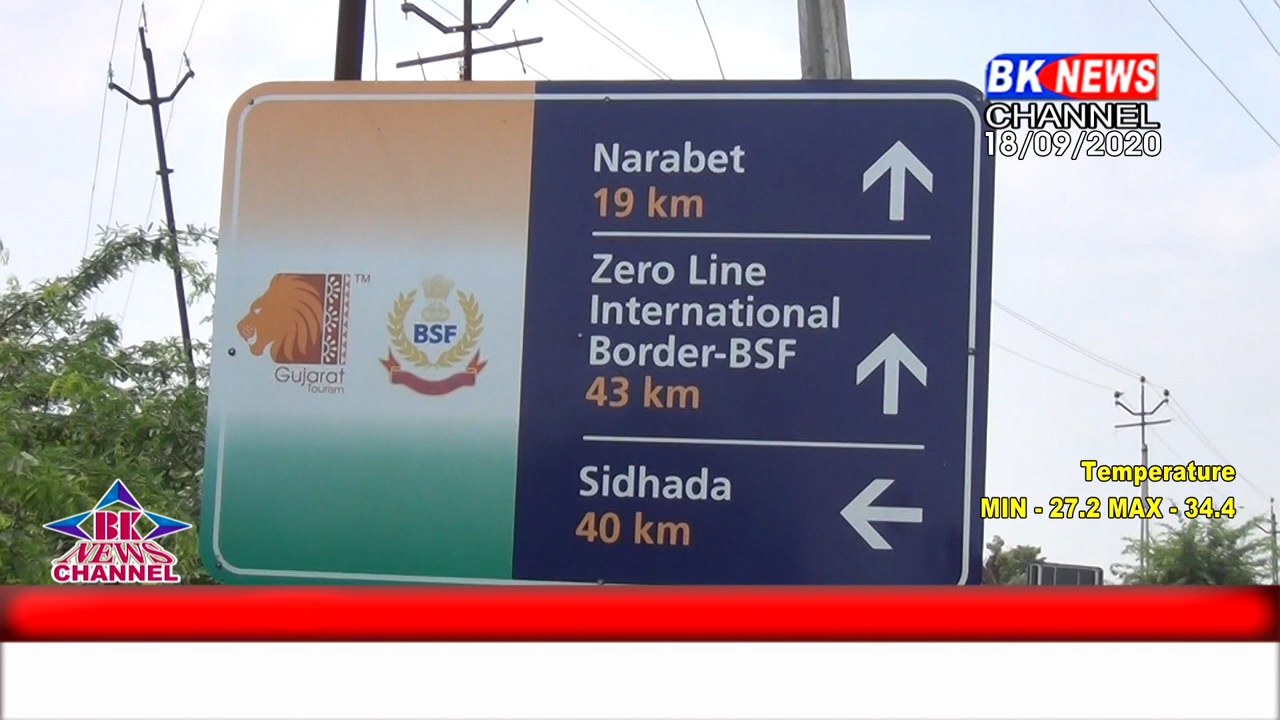 BK NEWS
CHANNEL
18/09/2020
Narabet
19 km
Zero Line
International
Border-BSF
43 km
Sidhada
40 km
TM
Gujarat
Tourism
BSF
Temperature
MIN - 27.2 MAX - 34.4
BK
NEWS
CHANNEL